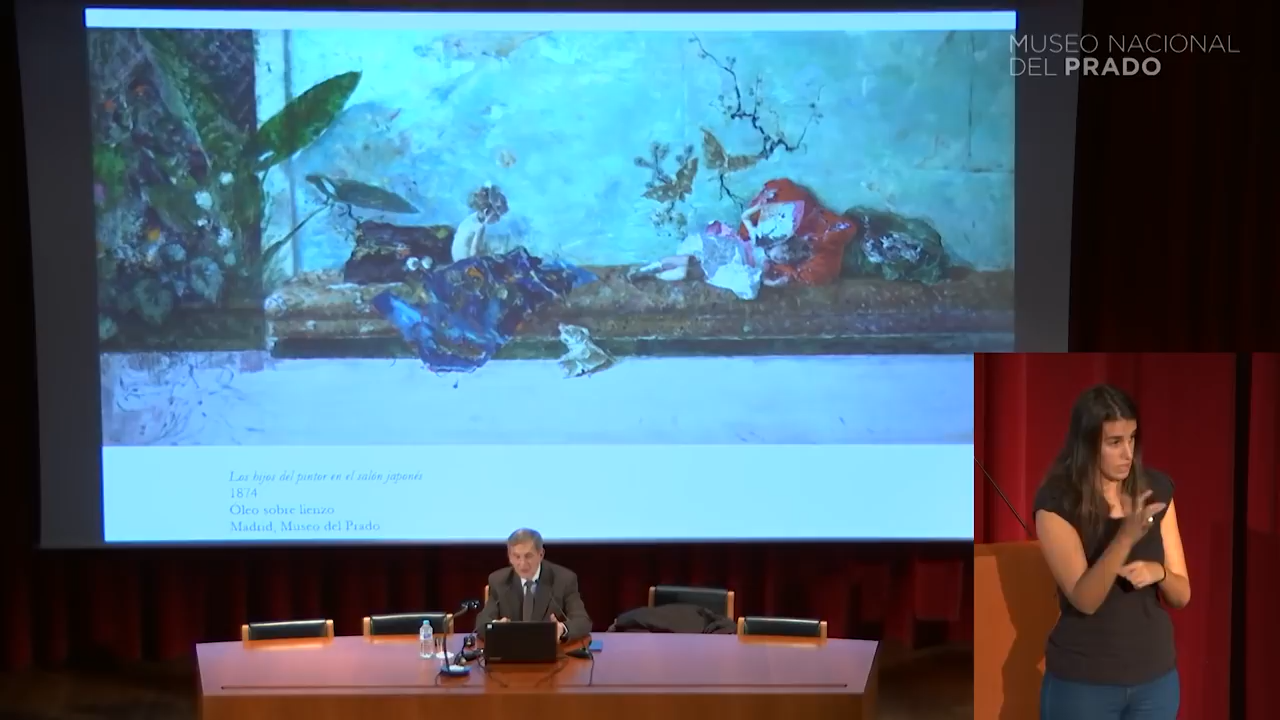 MUSEO NACIONAL
DEL PRADO
Los hijos del pintor en el salón japonés
1874
Óleo sobre lienzo
Madrid, Museo del Prado